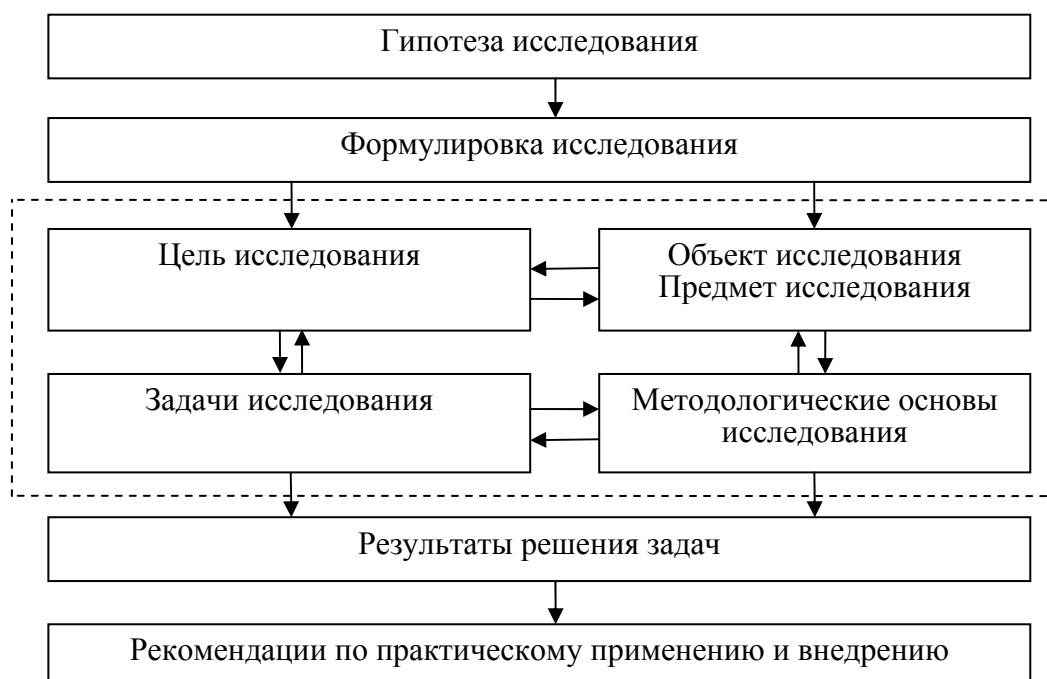 Гипотеза исследования
Формулировка исследования
Цель исследования
Объект исследования
Предмет исследования
Задачи исследования
Методологические основы
исследования
Результаты решения задач
Рекомендации по практическому применению и внедрению